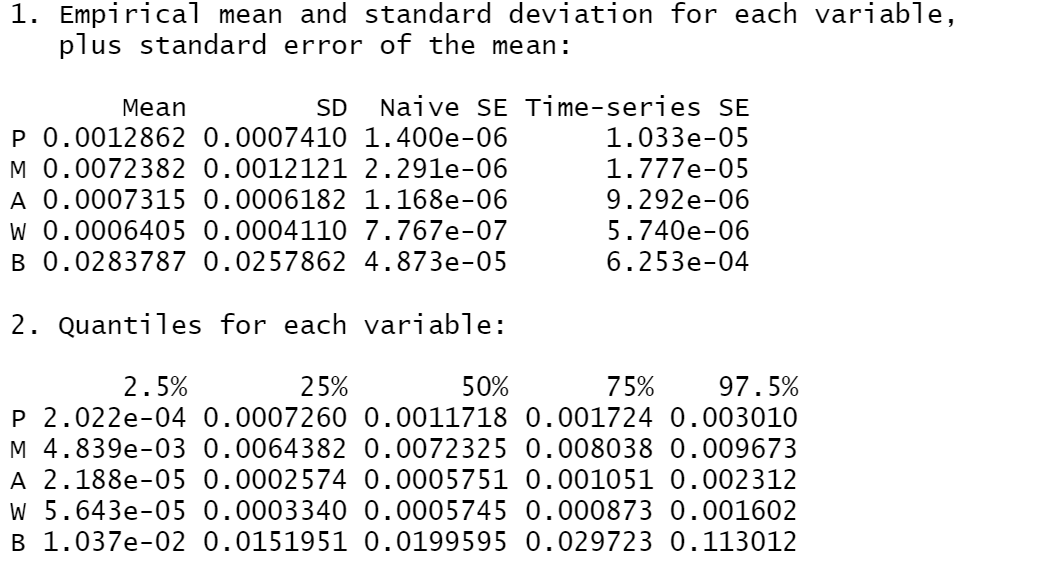 1. Empirical mean and standard deviation for each variable,
plus standard error of the mean:
Mean SD Naive SE Time-series SE
P 0.0012862 0.0007410 1.400e-06 1.033e-05
M 0.0072382 0.0012121 2.291e-06 1.777e-05
A 0.0007315 0.0006182 1.168e-06 9.292e-06
W 0.0006405 0.0004110 7.767e-07 5.740e-06
B 0.0283787 0.0257862 4.873e-05 6.253e-04
2. Quantiles for each variable:
2.5% 25% 50% 75% 97.5%
P 2.022e-04 0.0007260 0.0011718 0.001724 0.003010
M 4.839e-03 0.0064382 0.0072325 0.008038 0.009673
A 2.188e-05 0.0002574 0.0005751 0.001051 0.002312
W 5.643e-05 0.0003340 0.0005745 0.000873 0.001602
B 1.037e-02 0.0151951 0.0199595 0.029723 0.113012